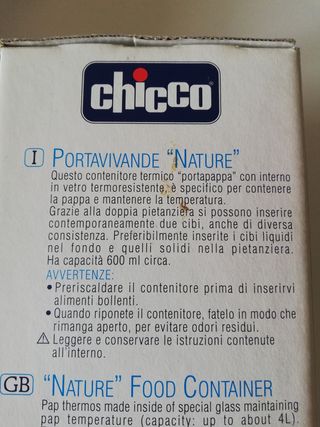 chicco
I PORTAVIVANDE "NATURE"
Questo contenitore termico "portapappa" con interno
in vetro termoresistente, è specifico per contenere
la pappa e mantenere la temperatura.
Grazie alla doppia pietanziera si possono inserire
contemporaneamente due cibi, anche di diversa
consistenza. Preferibilmente inserite i cibi liquidi
nel fondo e quelli solidi nella pietanziera.
Ha capacità 600 ml circa.
AVVERTENZE:
• Preriscaldare il contenitore prima di inserirvi
alimenti bollenti.
• Quando riponete il contenitore, fatelo in modo che
rimanga aperto, per evitare odori residui.
⚠ Leggere e conservare le istruzioni contenute
all'interno.
GB "NATURE" FOOD CONTAINER
Pap thermos made inside of special glass maintaining
pap temperature (capacity: up to about 4L).